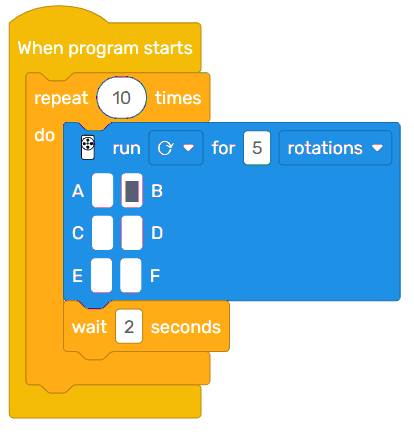 When program starts
repeat 10 times
do
run for 5 rotations
A B
C D
E F
wait 2 seconds